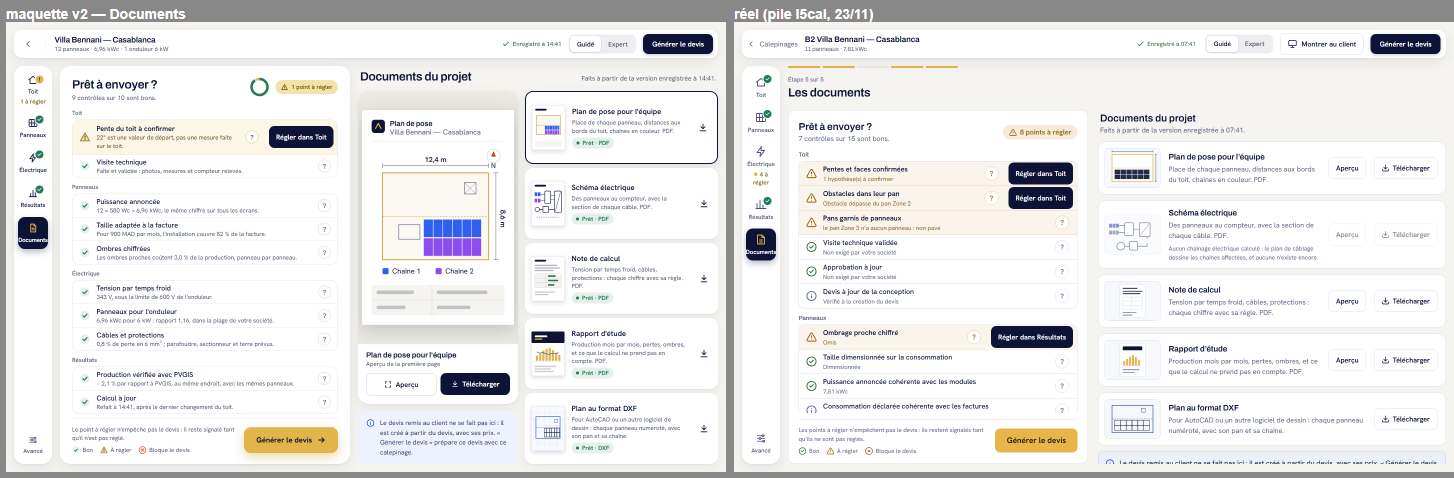 maquette v2 — Documents
Villa Bennani — Casablanca
12 panneaux · 6,96 kWc · 1 onduleur 6 kW
Enregistré à 14:41
Guidé
Expert
Générer le devis
Toit
1 à régler
Panneaux
Électrique
Résultats
Documents
Avancé
Prêt à envoyer ?
9 contrôles sur 10 sont bons.
1 point à régler
Toit
Pente du toit à confirmer
22° est une valeur de départ, pas une mesure faite
sur le toit.
?
Régler dans Toit
Visite technique
Faite et validée : photos, mesures et compteur relevés.
?
Panneaux
Puissance annoncée
12 × 580 Wc = 6,96 kWc, le même chiffre sur tous les écrans.
?
Taille adaptée à la facture
Pour 900 MAD par mois, l'installation couvre 82 % de la facture.
?
Ombres chiffrées
Les ombres proches coûtent 3,0 % de la production, panneau par panneau.
?
Électrique
Tension par temps froid
343 V, sous la limite de 600 V de l'onduleur.
?
Panneaux pour l'onduleur
6,96 kWc pour 6 kW : rapport 1,16, dans la plage de votre société.
?
Câbles et protections
0,8 % de perte en 6 mm² ; parafoudre, sectionneur et terre prévus.
?
Résultats
Production vérifiée avec PVGIS
- 2,1 % par rapport à PVGIS, au même endroit, avec les mêmes panneaux.
?
Calcul à jour
Refait à 14:41, après le dernier changement du toit.
?
Le point à régler n'empêche pas le devis : il reste signalé tant
qu'il n'est pas réglé.
Bon
À régler
Bloque le devis
Générer le devis →
Documents du projet
Faits à partir de la version enregistrée à 14:41.
Plan de pose
Villa Bennani — Casablanca
12,4 m
N
8,6 m
Chaîne 1
Chaîne 2
Plan de pose pour l'équipe
Aperçu de la première page
Aperçu
Télécharger
Le devis remis au client ne se fait pas ici : il
est créé à partir du devis, avec ses prix. «
Générer le devis » prépare ce devis avec ce
calepinage.
Plan de pose pour l'équipe
Place de chaque panneau, distances aux
bords du toit, chaînes en couleur. PDF.
Prêt · PDF
Schéma électrique
Des panneaux au compteur, avec la
section de chaque câble. PDF.
Prêt · PDF
Note de calcul
Tension par temps froid, câbles,
protections : chaque chiffre avec sa règle.
PDF.
Prêt · PDF
Rapport d'étude
Production mois par mois, pertes, ombres,
et ce que le calcul ne prend pas en
compte. PDF.
Prêt · PDF
Plan au format DXF
Pour AutoCAD ou un autre logiciel de
dessin : chaque panneau numéroté, avec
son pan et sa chaîne.
Prêt · DXF
réel (pile l5cal, 23/11)
Calepinages
B2 Villa Bennani — Casablanca
11 panneaux · 7,81 kWc
Enregistré à 07:41
Guidé
Expert
Montrer au client
Générer le devis
Toit
Panneaux
Électrique
4 à
régler
Résultats
Documents
Avancé
Étape 5 sur 5
Les documents
Prêt à envoyer ?
7 contrôles sur 15 sont bons.
8 points à régler
Toit
Pentes et faces confirmées
1 hypothèse(s) à confirmer
?
Régler dans Toit
Obstacles dans leur pan
Obstacle dépasse du pan Zone 2
?
Régler dans Toit
Pans garnis de panneaux
le pan Zone 3 n'a aucun panneau : non pavé
?
Visite technique validée
Non exigé par votre société
?
Approbation à jour
Non exigé par votre société
?
Devis à jour de la conception
Vérifié à la création du devis
?
Panneaux
Ombrage proche chiffré
Omis
?
Régler dans Résultats
Taille dimensionnée sur la consommation
Dimensionnée
?
Puissance annoncée cohérente avec les modules
7,81 kWc
?
Consommation déclarée cohérente avec les factures
Les points à régler n'empêchent pas le devis : ils restent signalés tant
qu'ils ne sont pas réglés.
Bon
À régler
Bloque le devis
Générer le devis
Documents du projet
Faits à partir de la version enregistrée à 07:41.
Plan de pose pour l'équipe
Place de chaque panneau, distances aux bords
du toit, chaînes en couleur. PDF.
Aperçu
Télécharger
Schéma électrique
Des panneaux au compteur, avec la section de
chaque câble. PDF.
Aucun chaînage électrique calculé : le plan de câblage
dessine les chaînes affectées, et aucune n'existe encore.
Aperçu
Télécharger
Note de calcul
Tension par temps froid, câbles, protections :
chaque chiffre avec sa règle. PDF.
Aperçu
Télécharger
Rapport d'étude
Production mois par mois, pertes, ombres, et ce
que le calcul ne prend pas en compte. PDF.
Aperçu
Télécharger
Plan au format DXF
Pour AutoCAD ou un autre logiciel de dessin : chaque panneau
numéroté, avec son pan et sa chaîne.
Télécharger
Le devis remis au client ne se fait pas ici : il est créé à partir du devis, avec ses prix. « Générer le devis